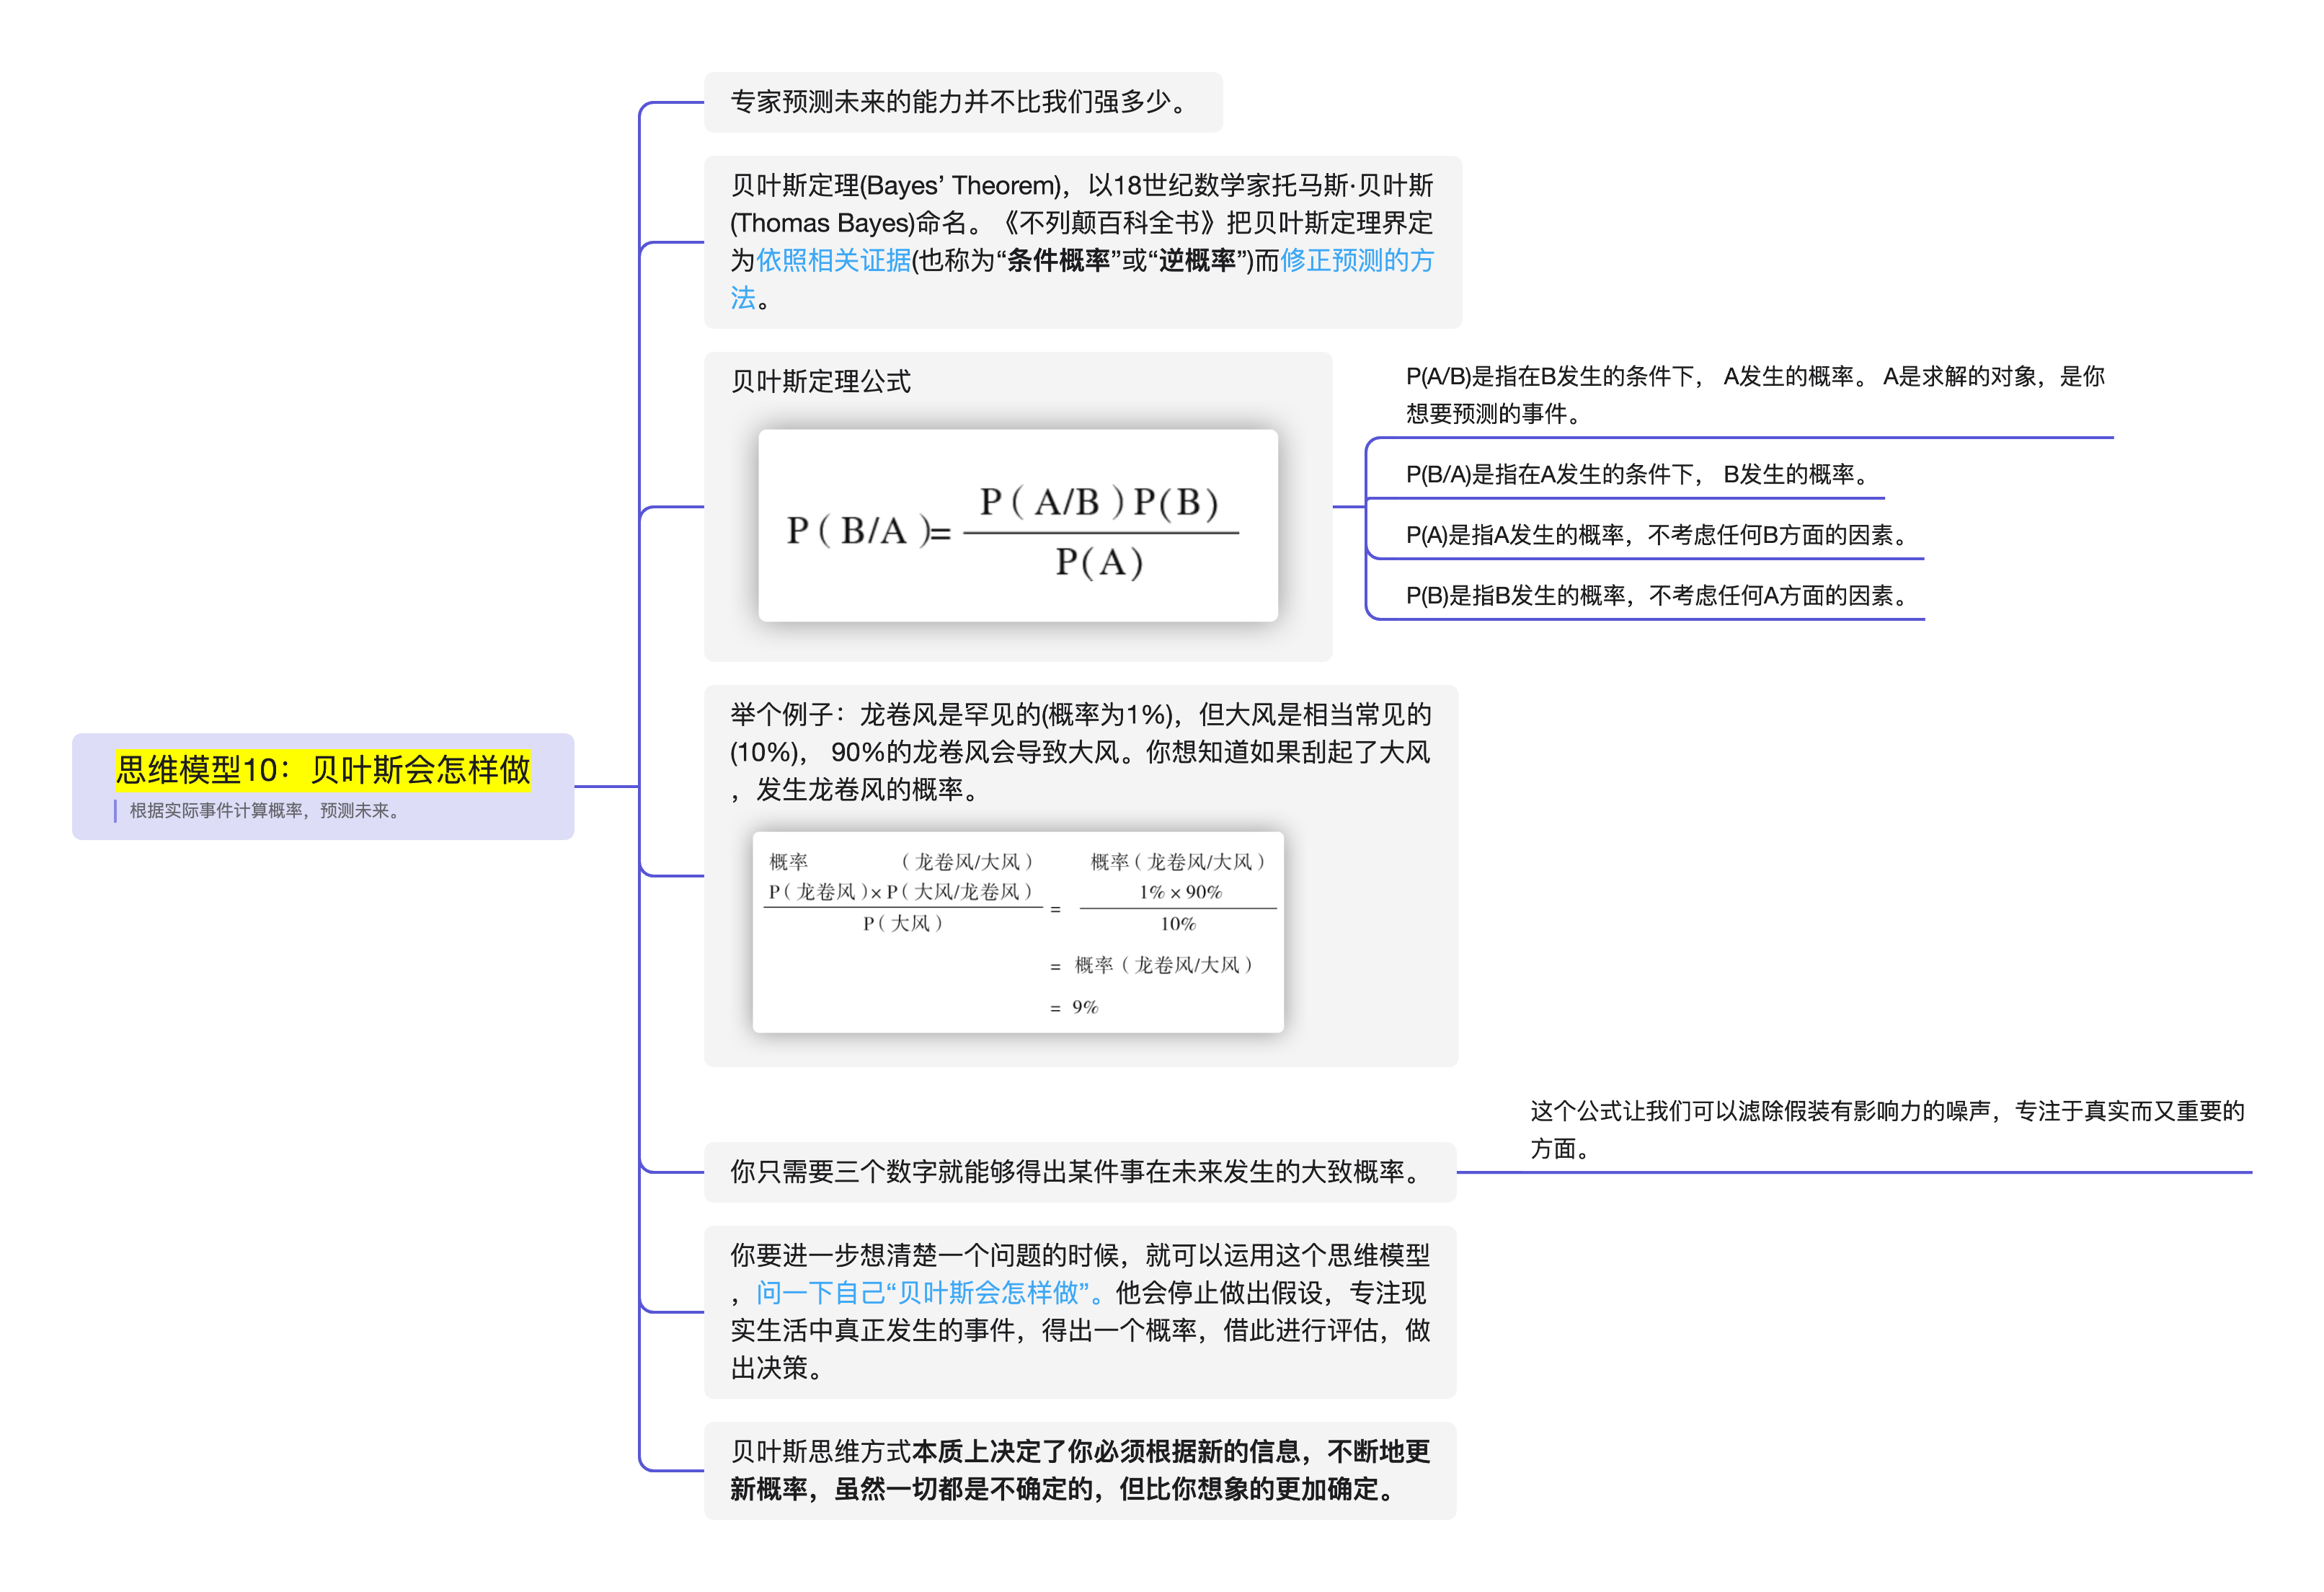 专家预测未来的能力并不比我们强多少。
贝叶斯定理(Bayes’ Theorem)，以18世纪数学家托马斯·贝叶斯
(Thomas Bayes)命名。《不列颠百科全书》把贝叶斯定理界定
为依照相关证据(也称为“条件概率”或“逆概率”)而修正预测的方
法。
贝叶斯定理公式
P ( B/A )=
P ( A/B ) P(B)
P(A)
P(A/B)是指在B发生的条件下， A发生的概率。 A是求解的对象，是你
想要预测的事件。
P(B/A)是指在A发生的条件下， B发生的概率。
P(A)是指A发生的概率，不考虑任何B方面的因素。
P(B)是指B发生的概率，不考虑任何A方面的因素。
思维模型10：贝叶斯会怎样做
根据实际事件计算概率，预测未来。
举个例子：龙卷风是罕见的(概率为1%)，但大风是相当常见的
(10%)， 90%的龙卷风会导致大风。你想知道如果刮起了大风
，发生龙卷风的概率。
概率 （龙卷风/大风） 概率（龙卷风/大风）
P（龙卷风）× P（大风/龙卷风） 1% × 90%
=
P（大风） 10%
= 概率（龙卷风/大风）
= 9%
你只需要三个数字就能够得出某件事在未来发生的大致概率。
这个公式让我们可以滤除假装有影响力的噪声，专注于真实而又重要的
方面。
你要进一步想清楚一个问题的时候，就可以运用这个思维模型
，问一下自己“贝叶斯会怎样做”。他会停止做出假设，专注现
实生活中真正发生的事件，得出一个概率，借此进行评估，做
出决策。
贝叶斯思维方式本质上决定了你必须根据新的信息，不断地更
新概率，虽然一切都是不确定的，但比你想象的更加确定。